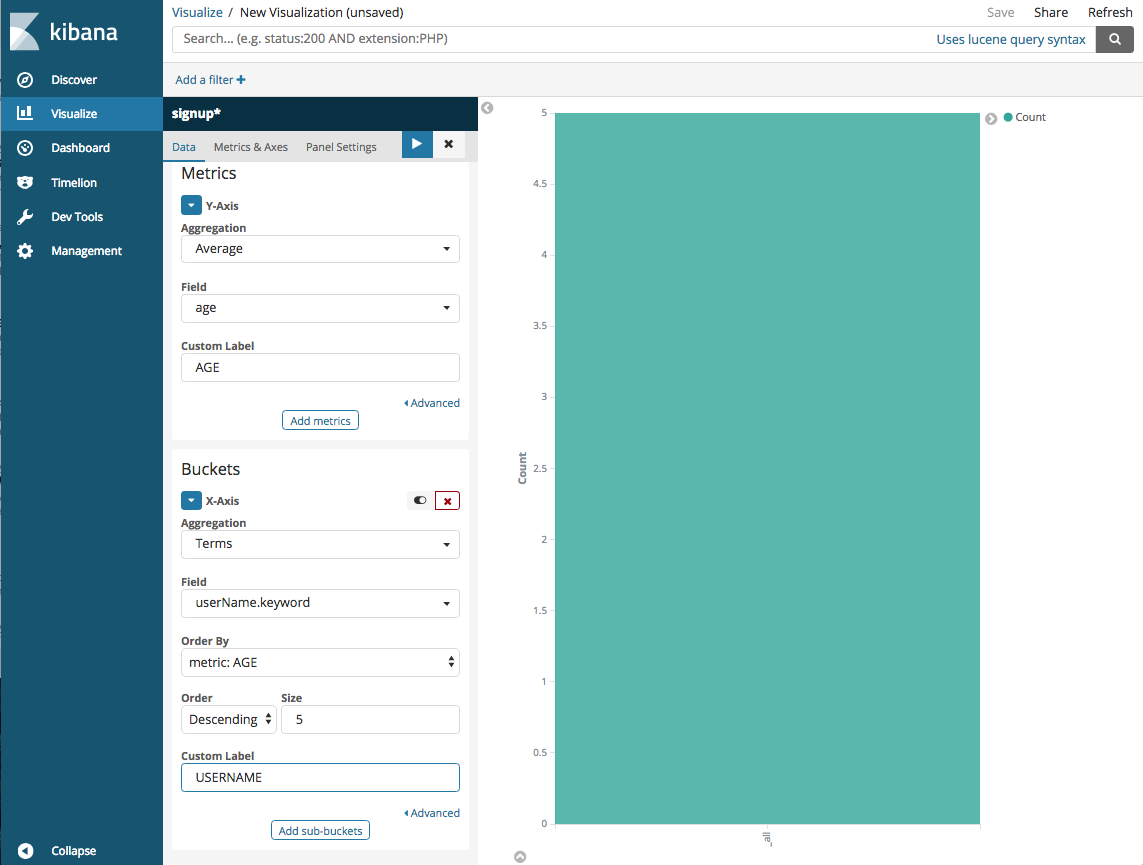 kibana
Discover
Visualize
Dashboard
Timelion
Dev Tools
Management
Collapse
Visualize / New Visualization (unsaved)
Save Share Refresh
Search... (e.g. status:200 AND extension:PHP)
Uses lucene query syntax
Add a filter +
signup*
Data Metrics & Axes Panel Settings
Metrics
Y-Axis
Aggregation
Average
Field
age
Custom Label
AGE
Advanced
Add metrics
Buckets
X-Axis
Aggregation
Terms
Field
userName.keyword
Order By
metric: AGE
Order Size
Descending 5
Custom Label
USERNAME
Advanced
Add sub-buckets
5
4.5
4
3.5
3
2.5
2
1.5
1
0.5
0
Count
_all
Count